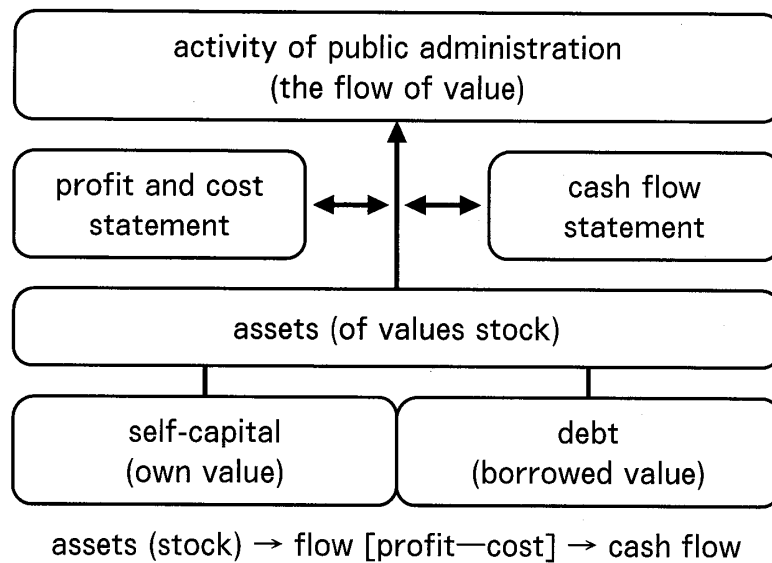 activity of public administration
(the flow of value)
profit and cost
statement
cash flow
statement
assets (of values stock)
self-capital
(own value)
debt
(borrowed value)
assets (stock) → flow [profit—cost] → cash flow